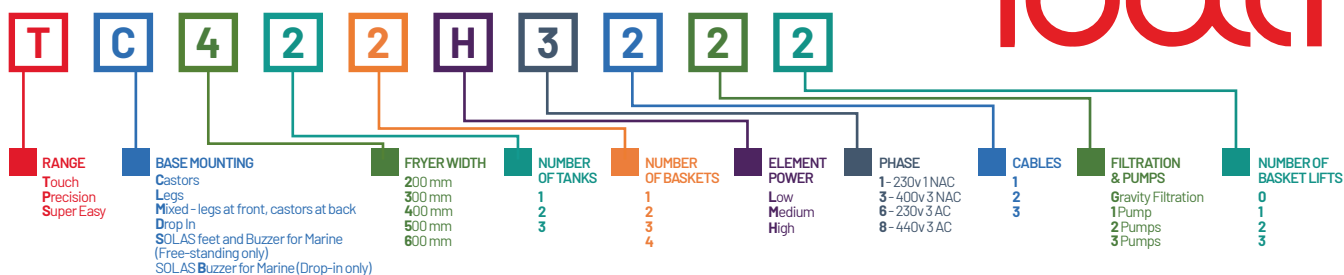 T C 4 2 2 H 3 2 2 2
RANGE
Touch
Precision
Super Easy
BASE MOUNTING
Castors
Legs
Mixed - legs at front, castors at back
Drop In
SOLAS feet and Buzzer for Marine
(Free-standing only)
SOLAS Buzzer for Marine (Drop-in only)
FRYER WIDTH
200 mm
300 mm
400 mm
500 mm
600 mm
NUMBER
OF TANKS
1
2
3
NUMBER
OF BASKETS
1
2
3
4
ELEMENT
POWER
Low
Medium
High
PHASE
1 - 230v 1 NAC
3 - 400v 3 NAC
6 - 230v 3 AC
8 - 440v 3 AC
CABLES
1
2
3
FILTRATION
& PUMPS
Gravity Filtration
1 Pump
2 Pumps
3 Pumps
NUMBER OF
BASKET LIFTS
0
1
2
3